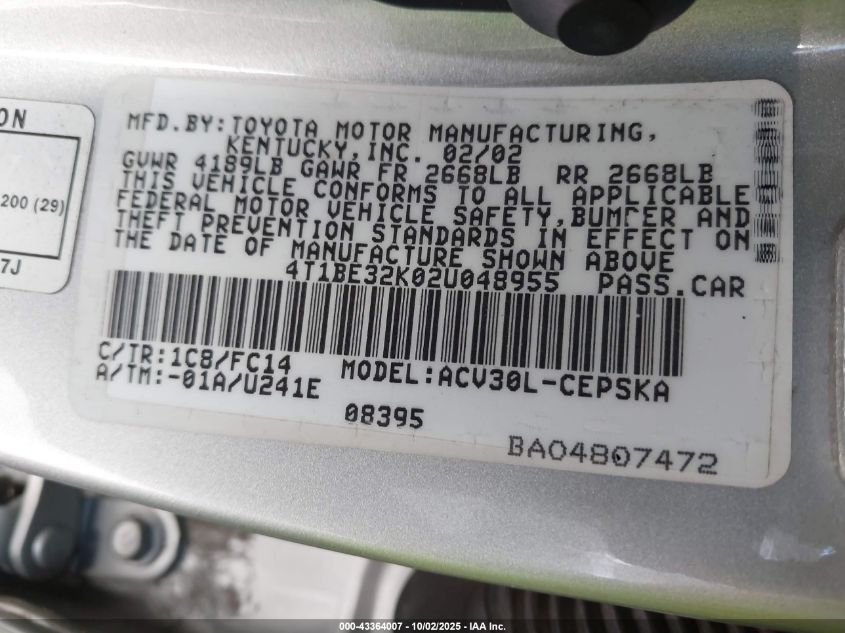 ON
200 (29)
7J
MFD.BY:TOYOTA MOTOR MANUFACTURING,
KENTUCKY,INC. 02/02
GVWR 4189LB GAWR FR 2668LB RR 2668LB
THIS VEHICLE CONFORMS TO ALL APPLICABLE
FEDERAL MOTOR VEHICLE SAFETY,BUMPER AND
THEFT PREVENTION STANDARDS IN EFFECT ON
THE DATE OF MANUFACTURE SHOWN ABOVE
4T1BE32K02U048955 PASS.CAR
C/TR:1C8/FC14
A/TM:-01A/U241E
MODEL:ACV30L-CEPSKA
08395
BA04807472
000-43364007 - 10/02/2025 - IAA Inc.